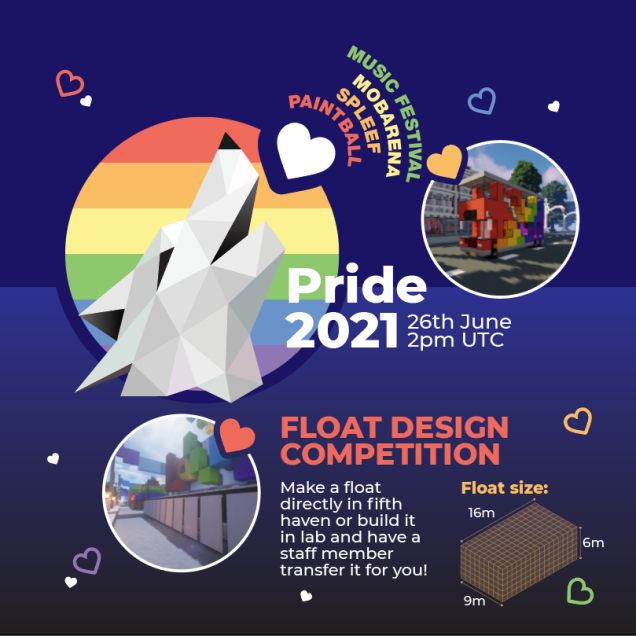 MUSIC FESTIVAL
MOBARENA
SPLEEF
PAINTBALL
Pride
2021
26th June
2pm UTC
FLOAT DESIGN
COMPETITION
Make a float
directly in fifth
haven or build it
in lab and have a
staff member
transfer it for you!
Float size:
16m
6m
9m